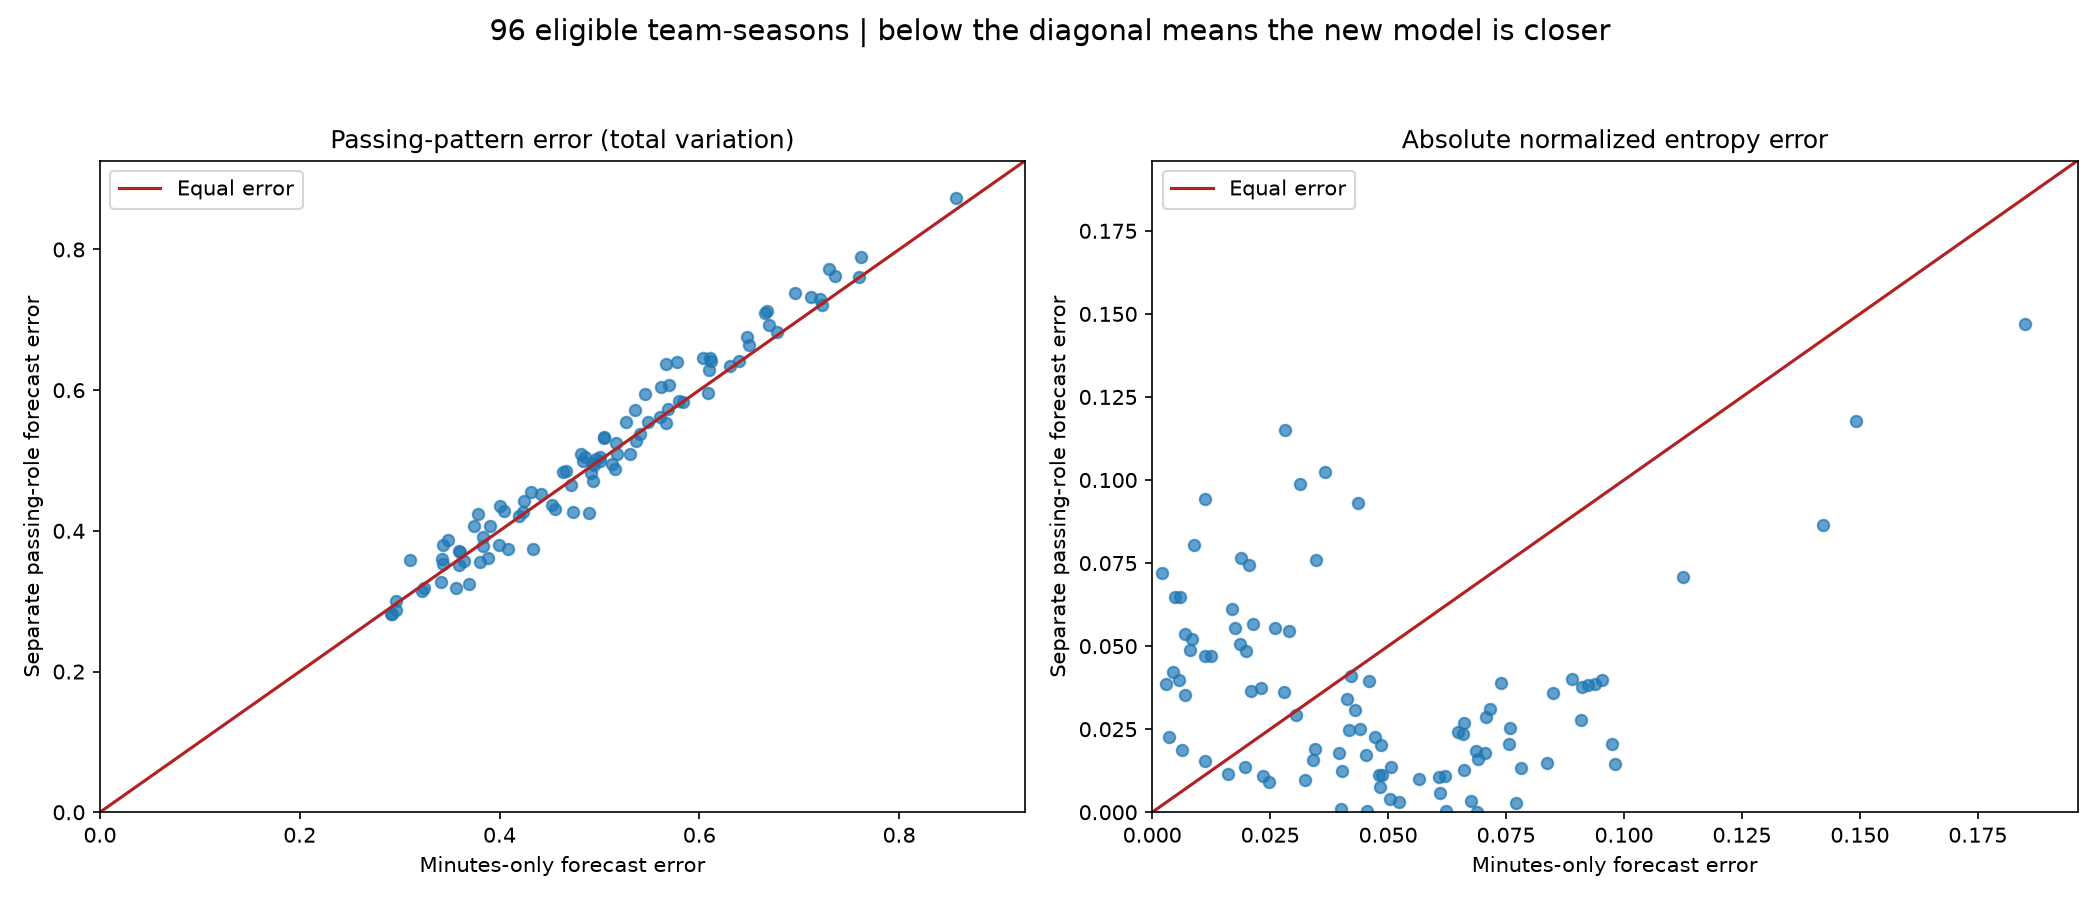 96 eligible team-seasons | below the diagonal means the new model is closer
Passing-pattern error (total variation)
Equal error
Separate passing-role forecast error
0.8
0.6
0.4
0.2
0.0
0.0 0.2 0.4 0.6 0.8
Minutes-only forecast error
Absolute normalized entropy error
Equal error
Separate passing-role forecast error
0.175
0.150
0.125
0.100
0.075
0.050
0.025
0.000
0.000 0.025 0.050 0.075 0.100 0.125 0.150 0.175
Minutes-only forecast error